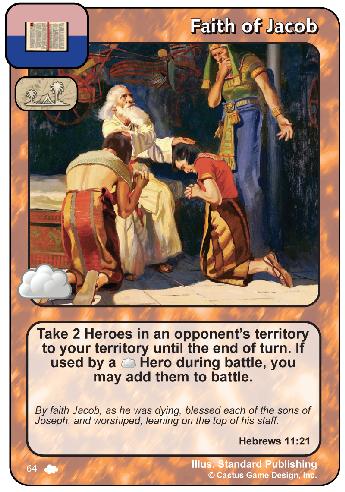 Faith of Jacob
Take 2 Heroes in an opponent's territory
to your territory until the end of turn. If
used by a Hero during battle, you
may add them to battle.
By faith Jacob, as he was dying, blessed each of the sons of
Joseph, and worshiped, leaning on the top of his staff.
Hebrews 11:21
64
Illus. Standard Publishing
© Cactus Game Design, Inc.